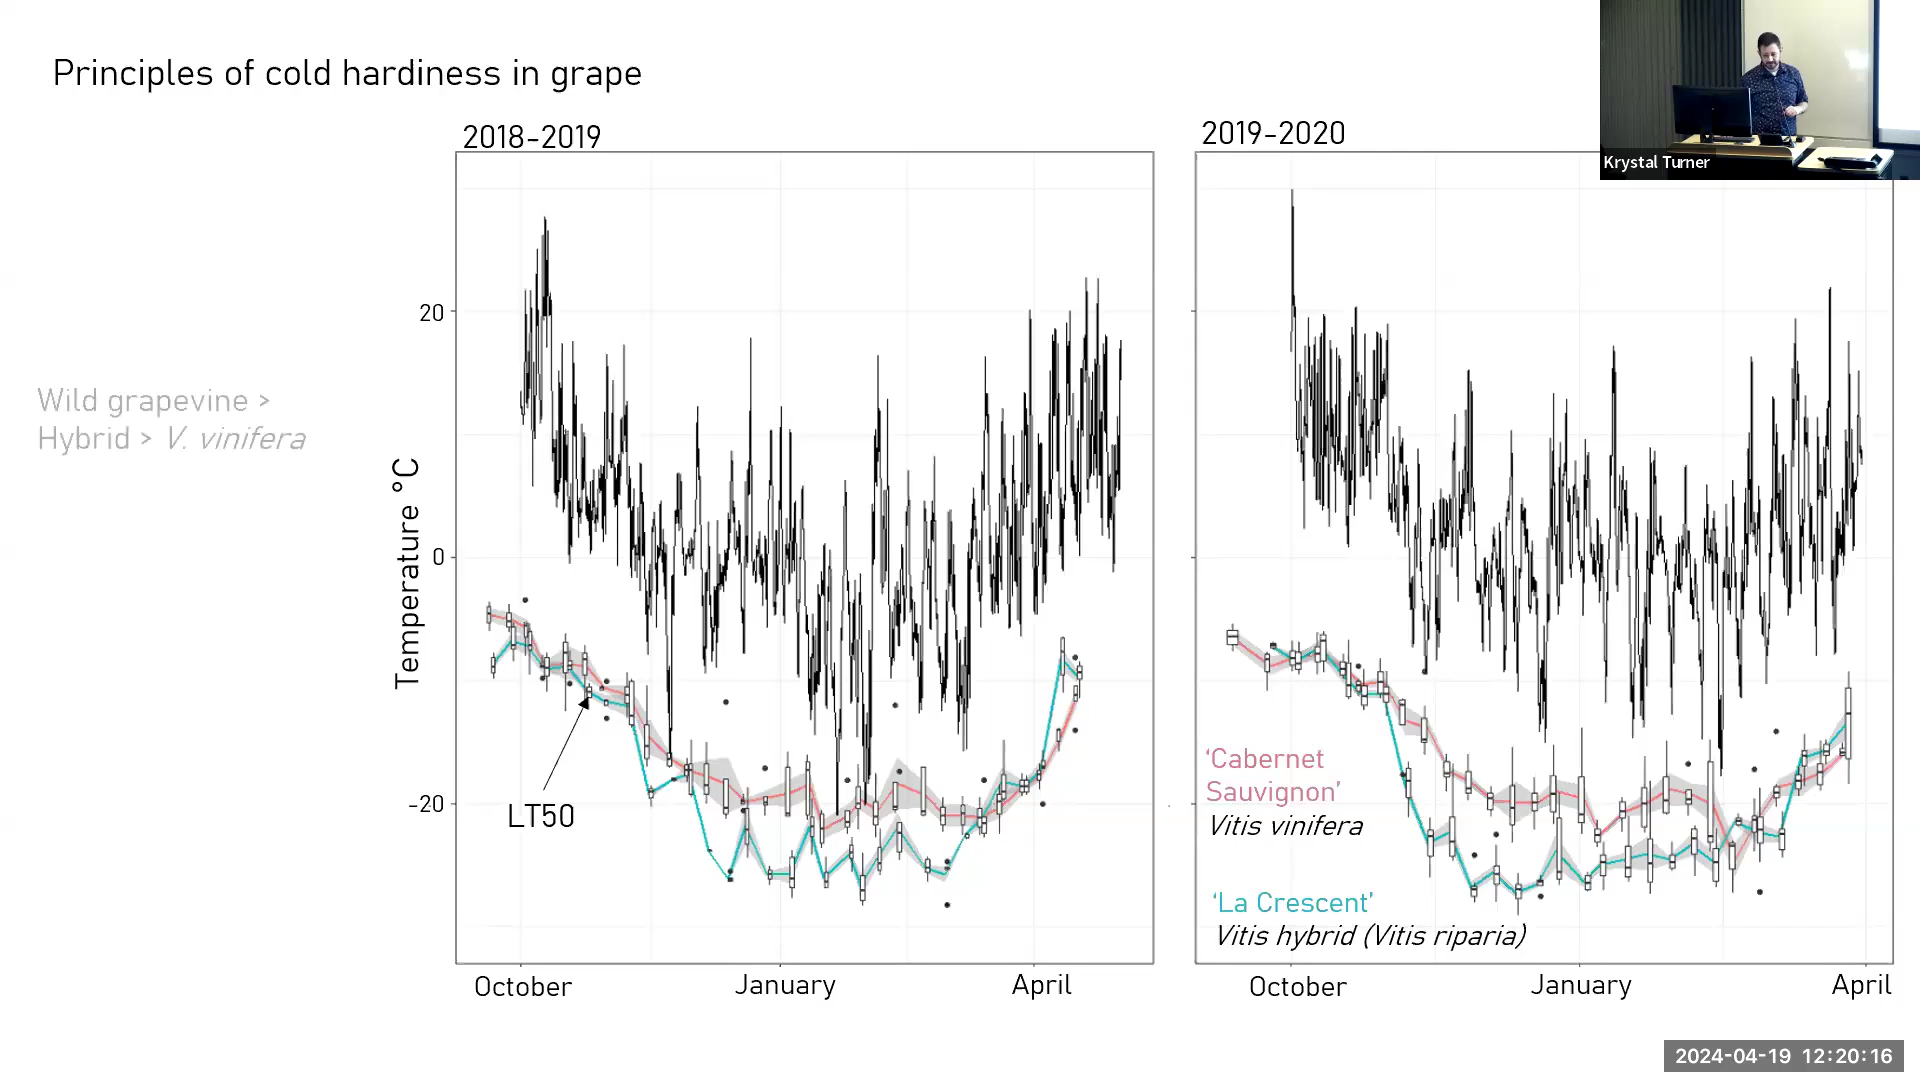 Principles of cold hardiness in grape
Krystal Turner
2018-2019
2019-2020
Wild grapevine >
Hybrid > V. vinifera
Temperature °C
20
0
-20
LT50
'Cabernet
Sauvignon'
Vitis vinifera
'La Crescent'
Vitis hybrid (Vitis riparia)
October
January
April
October
January
April
2024-04-19 12:20:16